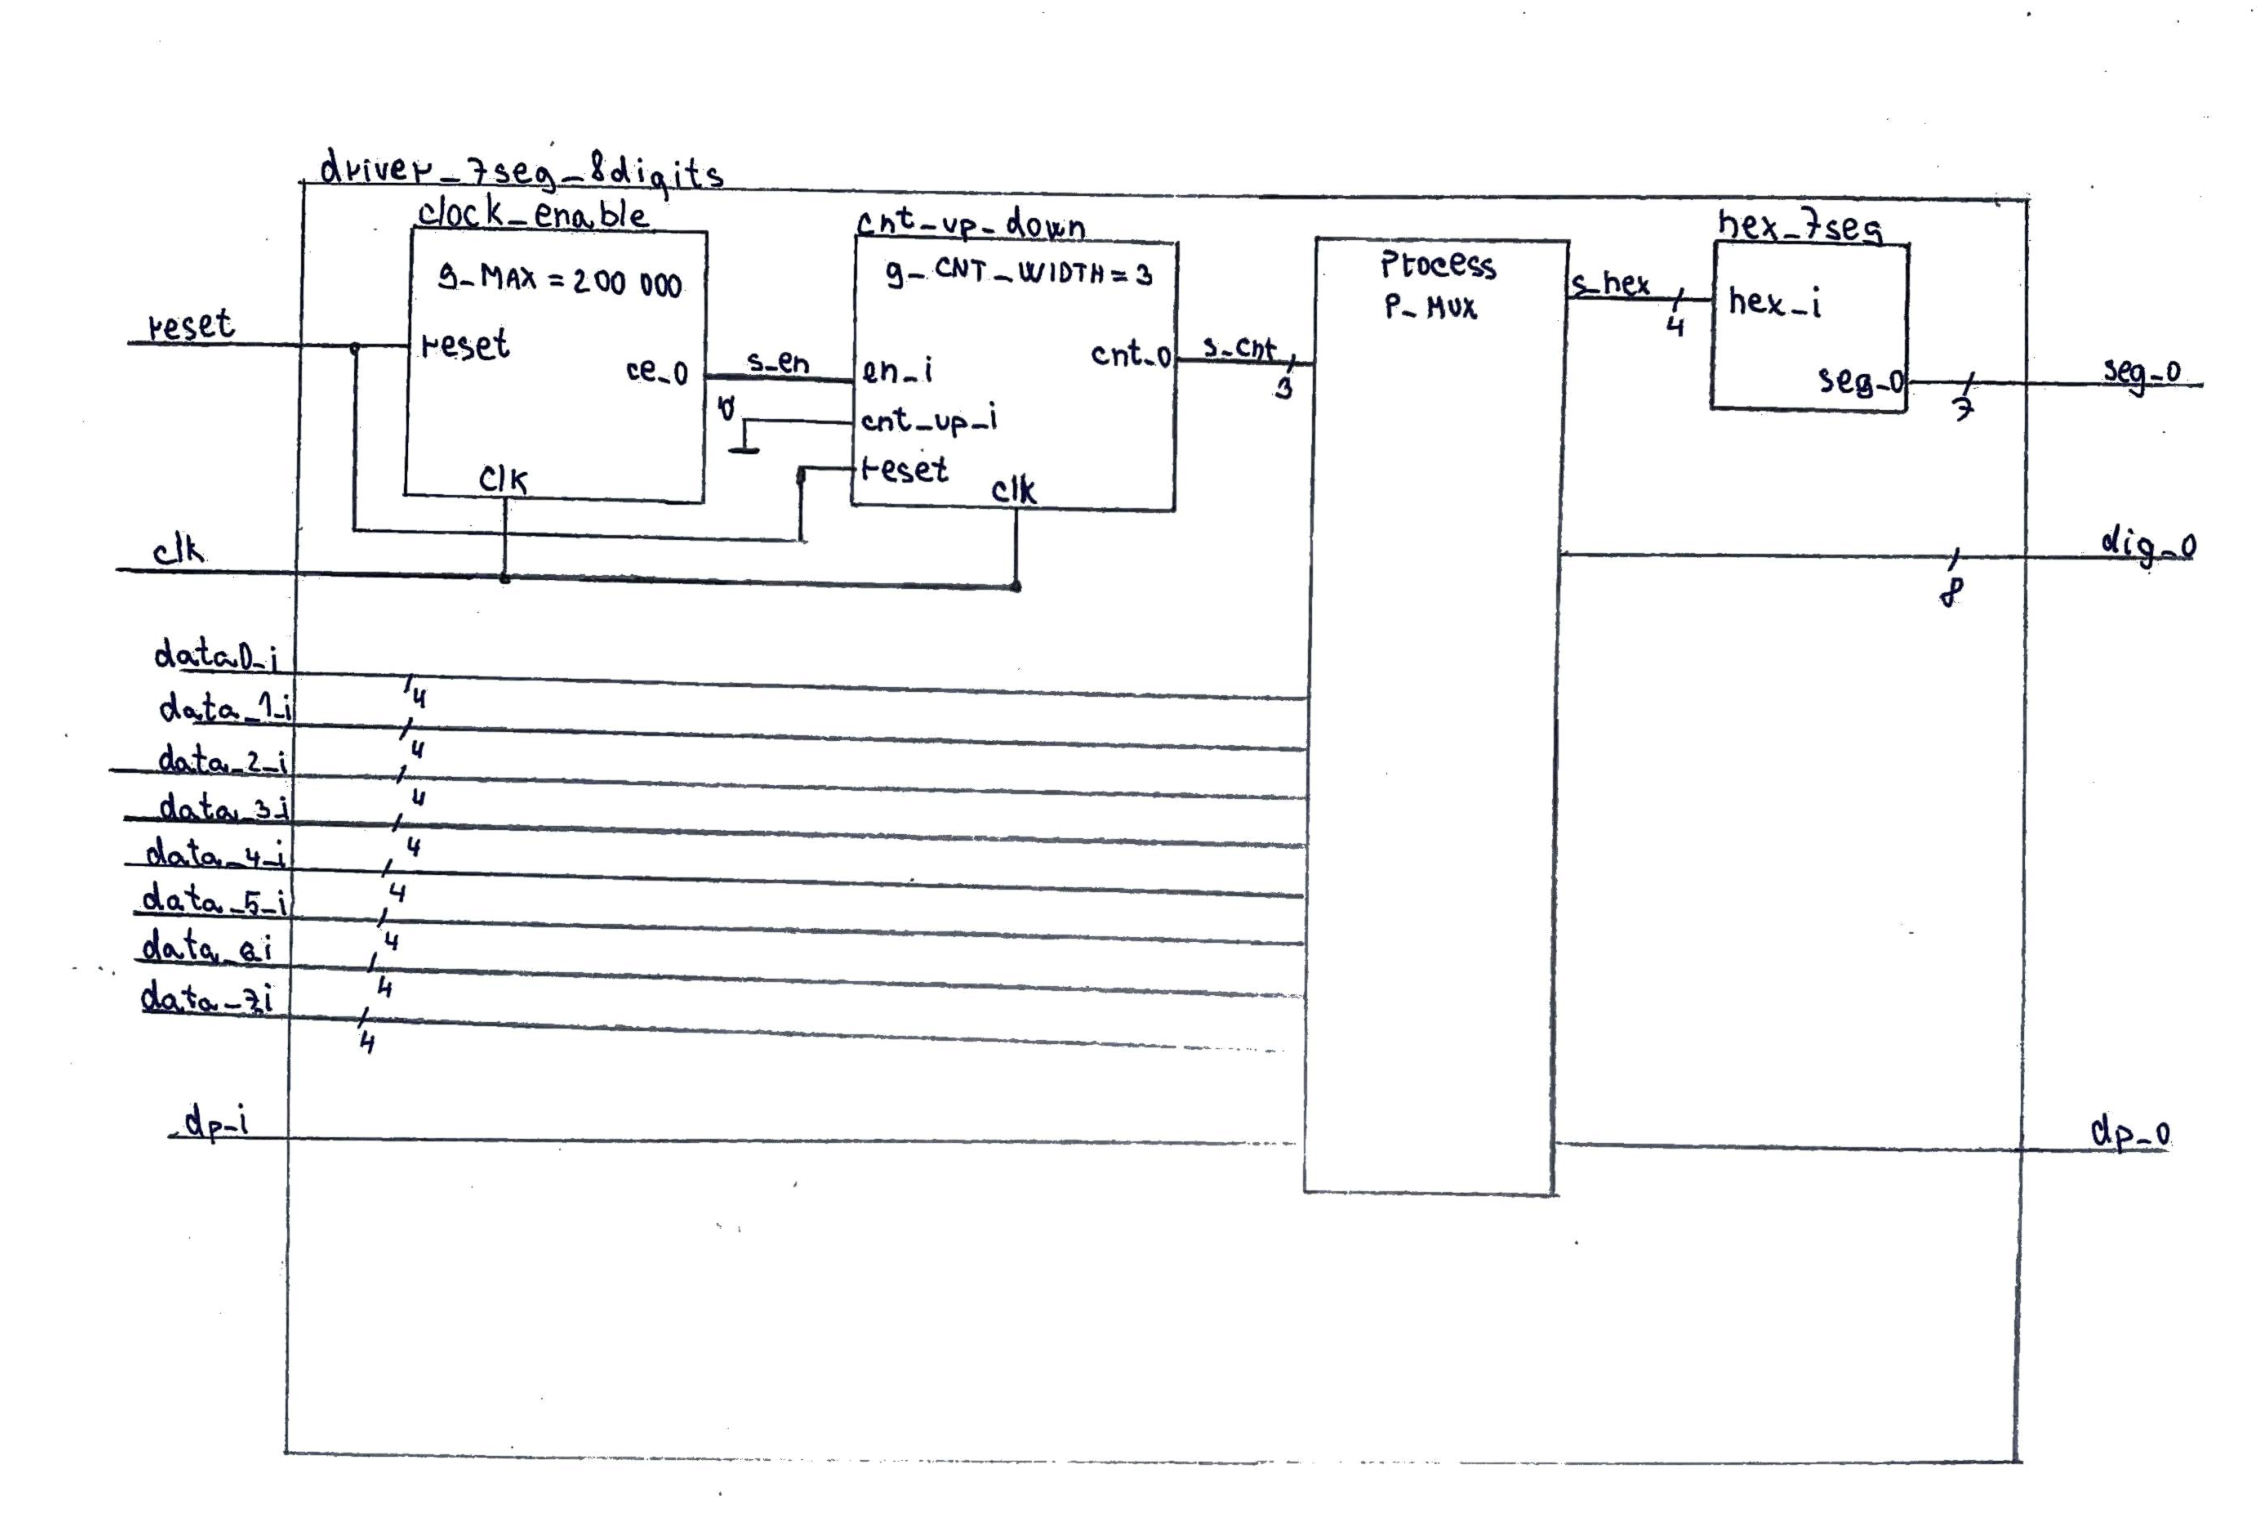 driver_7seg_8digits
clock_enable
g_MAX = 200 000
reset
ce_0
clk
cnt_up_down
g_CNT_WIDTH = 3
en_i
cnt_up_i
reset
clk
cnt_0
Process
P_MUX
hex_7seg
hex_i
seg_0
reset
s_en
0
s_cnt
3
s_hex
4
7
seg_0
clk
dig_0
8
data0_i
4
data_1_i
4
data_2_i
4
data_3_i
4
data_4_i
4
data_5_i
4
data_6i
4
data_7i
4
dp_i
dp_0